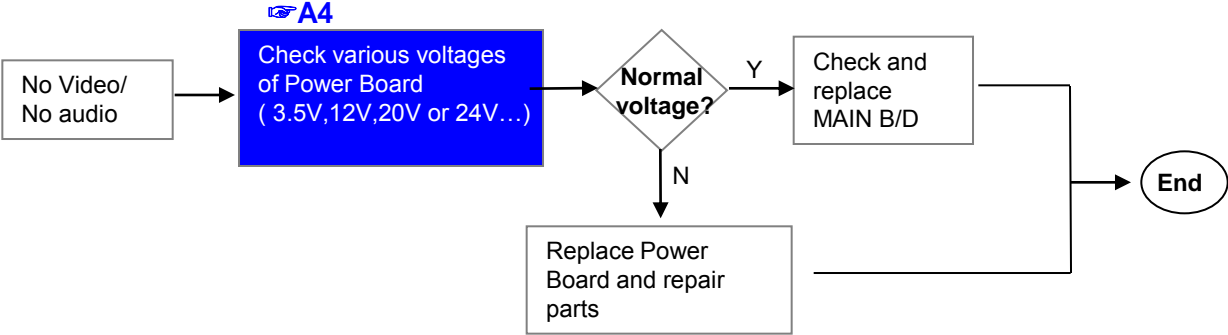 ☞A4
No Video/
No audio
Check various voltages
of Power Board
( 3.5V,12V,20V or 24V…)
Normal
voltage?
Y
Check and
replace
MAIN B/D
N
Replace Power
Board and repair
parts
End